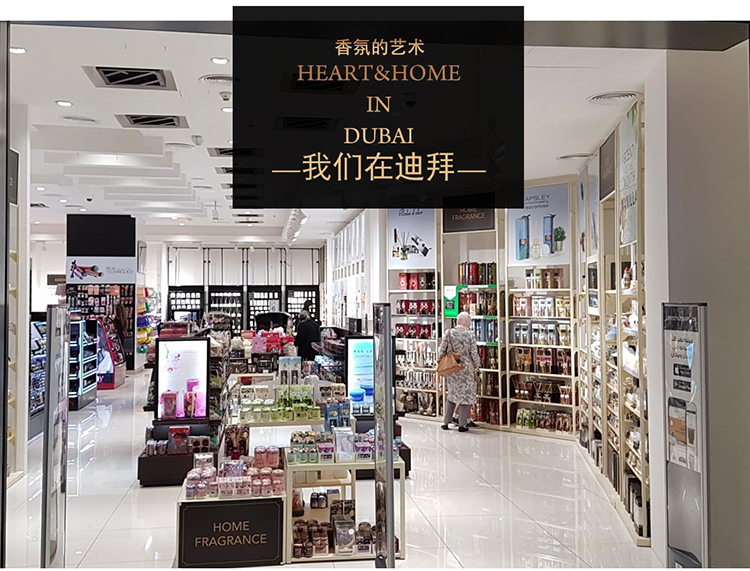 香氛的艺术
HEART&HOME
IN
DUBAI
—我们在迪拜—
HOME
FRAGRANCE
HOME
FRAGRANCE